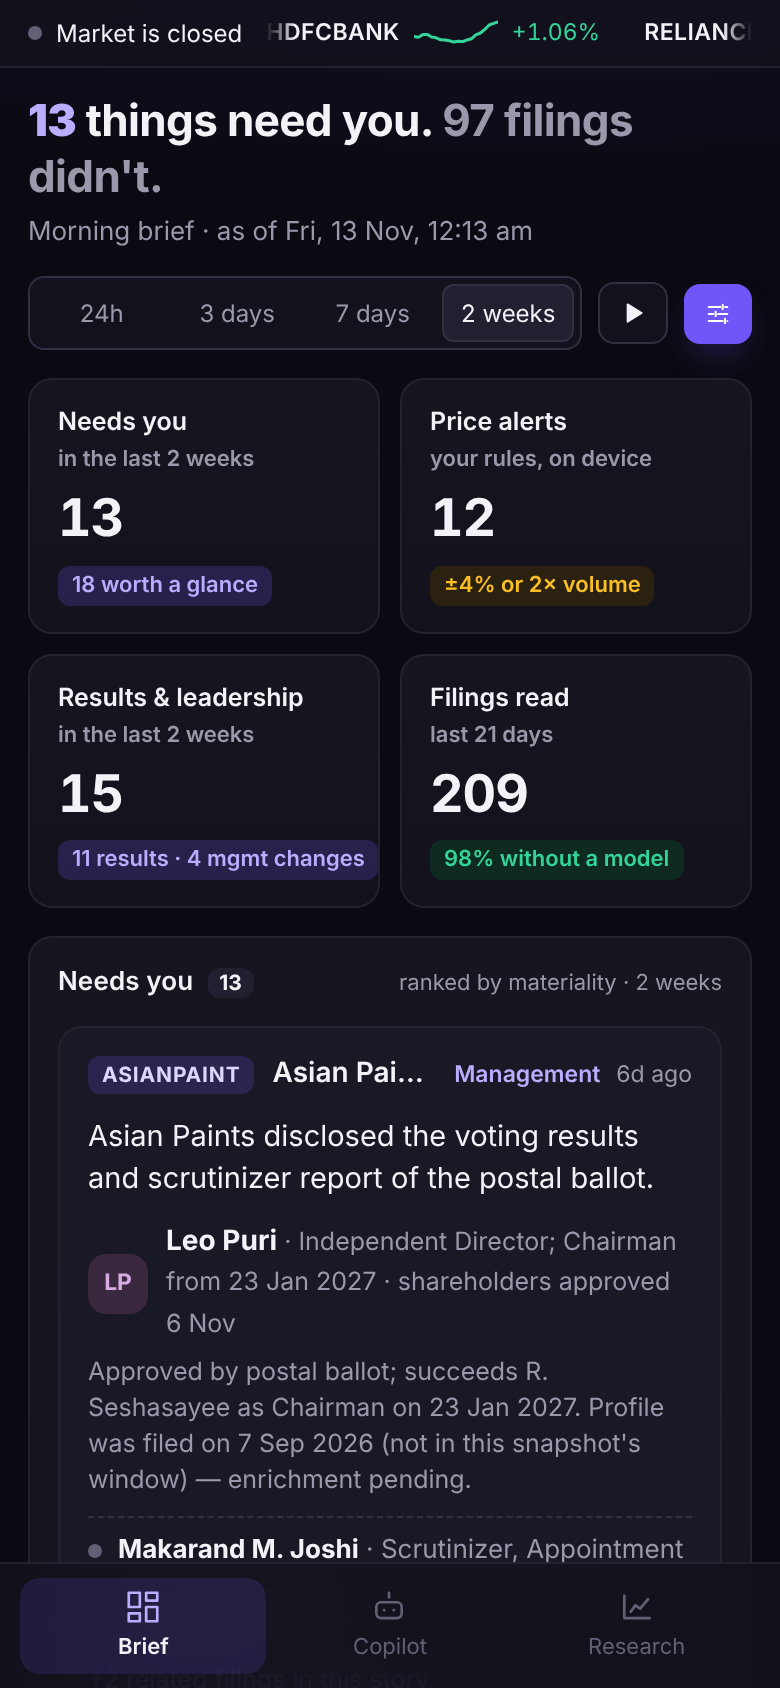 Market is closed HDFCBANK +1.06% RELIANC
13 things need you. 97 filings
didn't.
Morning brief · as of Fri, 13 Nov, 12:13 am
24h 3 days 7 days 2 weeks
Needs you
in the last 2 weeks
13
18 worth a glance
Price alerts
your rules, on device
12
±4% or 2× volume
Results & leadership
in the last 2 weeks
15
11 results · 4 mgmt changes
Filings read
last 21 days
209
98% without a model
Needs you 13 ranked by materiality · 2 weeks
ASIANPAINT Asian Pai... Management 6d ago
Asian Paints disclosed the voting results
and scrutinizer report of the postal ballot.
LP
Leo Puri · Independent Director; Chairman
from 23 Jan 2027 · shareholders approved
6 Nov
Approved by postal ballot; succeeds R.
Seshasayee as Chairman on 23 Jan 2027. Profile
was filed on 7 Sep 2026 (not in this snapshot's
window) — enrichment pending.
Makarand M. Joshi · Scrutinizer, Appointment
+2 related filings in this story
Brief Copilot Research